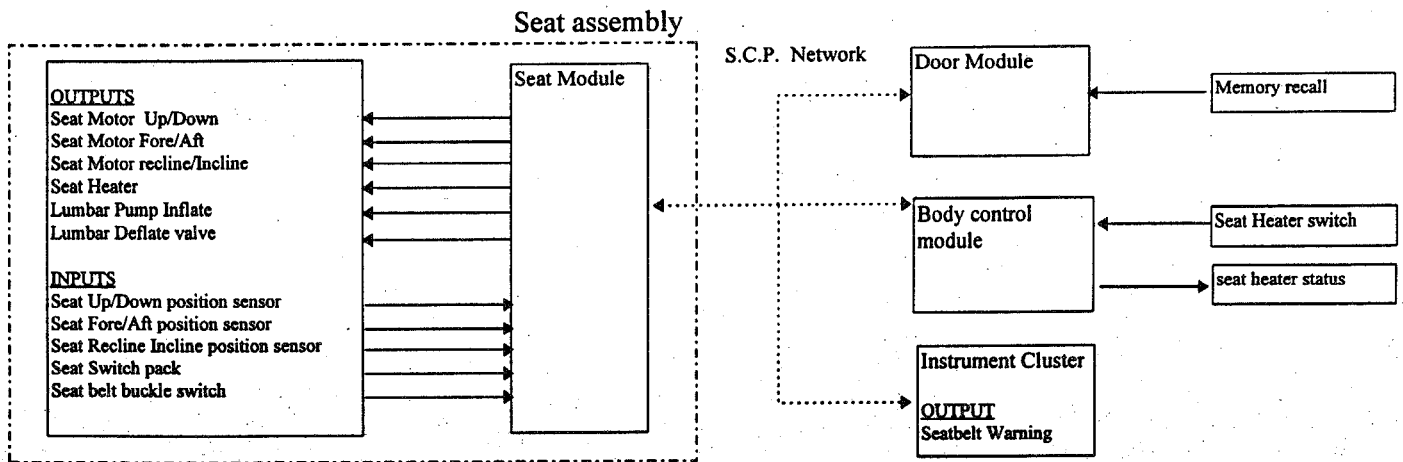 Seat assembly
OUTPUTS
Seat Motor Up/Down
Seat Motor Fore/Aft
Seat Motor recline/Incline
Seat Heater
Lumbar Pump Inflate
Lumbar Deflate valve
INPUTS
Seat Up/Down position sensor
Seat Fore/Aft position sensor
Seat Recline Incline position sensor
Seat Switch pack
Seat belt buckle switch
Seat Module
S.C.P. Network
Door Module
Memory recall
Body control
module
Seat Heater switch
seat heater status
Instrument Cluster
OUTPUT
Seatbelt Warning